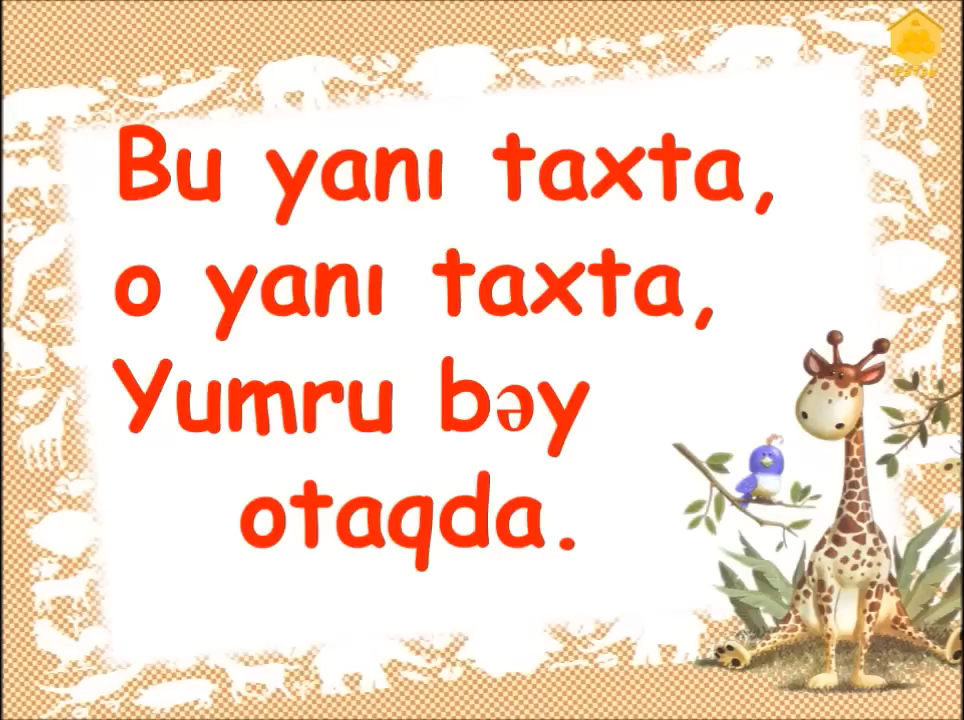 Bu yanı taxta,
o yanı taxta,
Yumru bəy
otaqda.